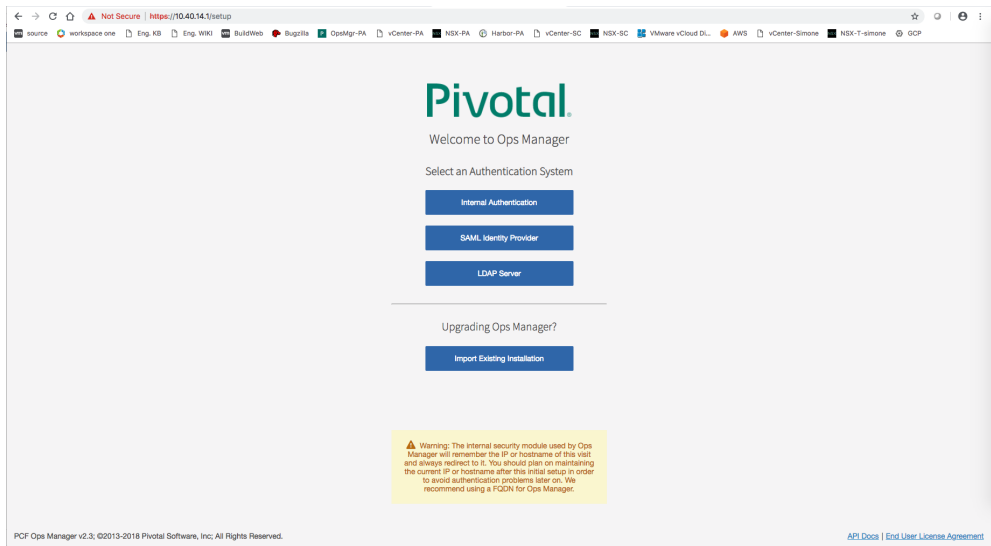 Not Secure | https://10.40.14.1/setup
source workspace one Eng. KB Eng. WIKI BuildWeb Bugzilla OpsMgr-PA vCenter-PA NSX-PA Harbor-PA vCenter-SC NSX-SC VMware vCloud Di... AWS vCenter-Simone NSX-T-simone GCP
Pivotal.
Welcome to Ops Manager
Select an Authentication System
Internal Authentication
SAML Identity Provider
LDAP Server
Upgrading Ops Manager?
Import Existing Installation
Warning: The internal security module used by Ops
Manager will remember the IP or hostname of this visit
and always redirect to it. You should plan on maintaining
the current IP or hostname after this initial setup in order
to avoid authentication problems later on. We
recommend using a FQDN for Ops Manager.
PCF Ops Manager v2.3; ©2013-2018 Pivotal Software, Inc; All Rights Reserved.
API Docs | End User License Agreement